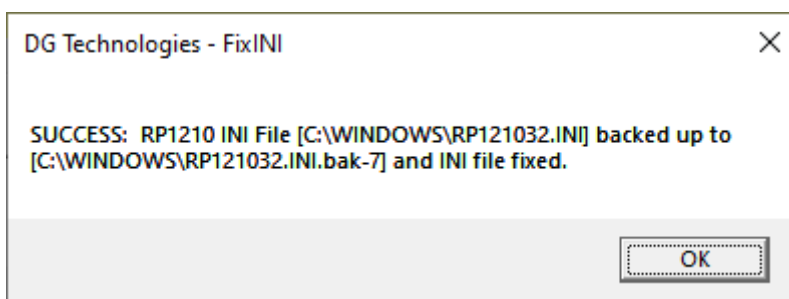 DG Technologies - FixINI
SUCCESS:  RP1210 INI File [C:\WINDOWS\RP121032.INI] backed up to
[C:\WINDOWS\RP121032.INI.bak-7] and INI file fixed.
OK